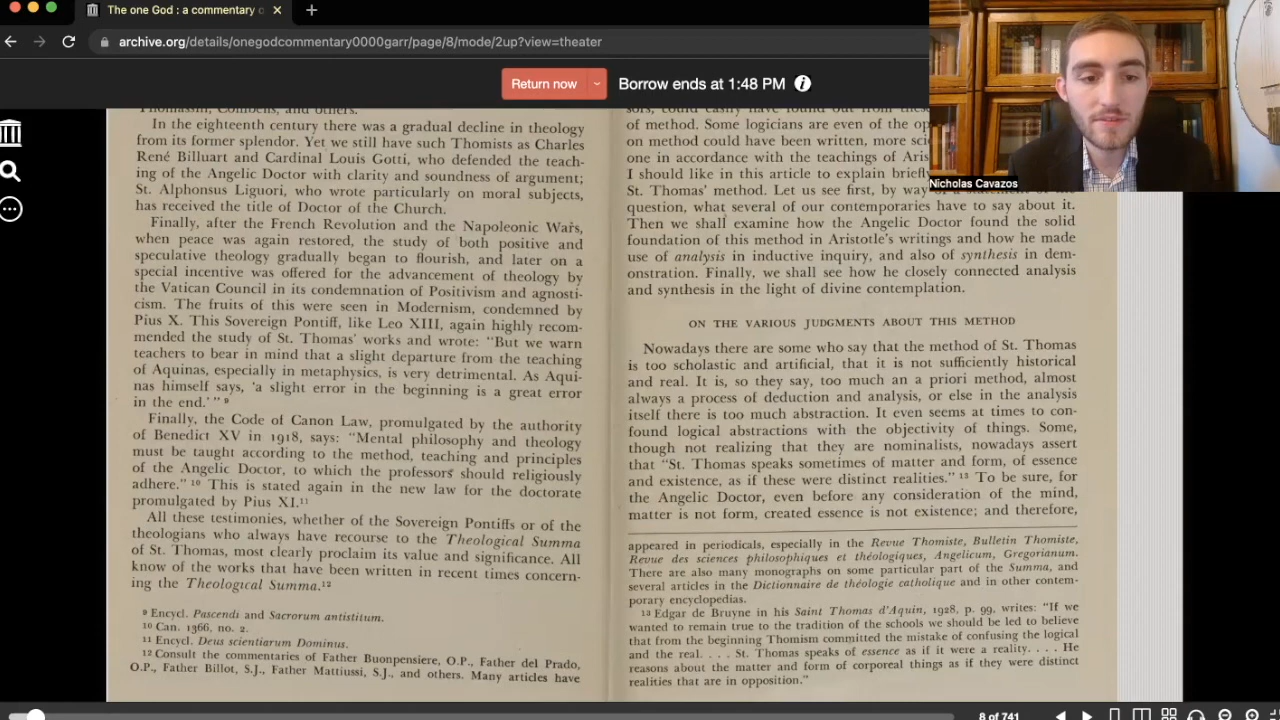 The one God : a commentary o
archive.org/details/onegodcommentary0000garr/page/8/mode/2up?view=theater
Return now
Borrow ends at 1:48 PM
Nicholas Cavazos
Thomassin, and others.
In the eighteenth century there was a gradual decline in theology
from its former splendor. Yet we still have such Thomists as Charles
René Billuart and Cardinal Louis Gotti, who defended the teach-
ing of the Angelic Doctor with clarity and soundness of argument;
St. Alphonsus Liguori, who wrote particularly on moral subjects,
has received the title of Doctor of the Church.
Finally, after the French Revolution and the Napoleonic Wars,
when peace was again restored, the study of both positive and
speculative theology gradually began to flourish, and later on a
special incentive was offered for the advancement of theology by
the Vatican Council in its condemnation of Positivism and agnosti-
cism. The fruits of this were seen in Modernism, condemned by
Pius X. This Sovereign Pontiff, like Leo XIII, again highly recom-
mended the study of St. Thomas' works and wrote: "But we warn
teachers to bear in mind that a slight departure from the teaching
of Aquinas, especially in metaphysics, is very detrimental. As Aqui-
nas himself says, 'a slight error in the beginning is a great error
in the end.' " 9
Finally, the Code of Canon Law, promulgated by the authority
of Benedict XV in 1918, says: "Mental philosophy and theology
must be taught according to the method, teaching and principles
of the Angelic Doctor, to which the professors should religiously
adhere." 10 This is stated again in the new law for the doctorate
promulgated by Pius XI.11
All these testimonies, whether of the Sovereign Pontiffs or of the
theologians who always have recourse to the Theological Summa
of St. Thomas, most clearly proclaim its value and significance. All
know of the works that have been written in recent times concern-
ing the Theological Summa.12
9 Encycl. Pascendi and Sacrorum antistitum.
10 Can. 1366, no. 2.
11 Encycl. Deus scientiarum Dominus.
12 Consult the commentaries of Father Buonpensiere, O.P., Father del Prado,
O.P., Father Billot, S.J., Father Mattiussi, S.J., and others. Many articles have
sors, could easily have found out from these
of method. Some logicians are even of the op
on method could have been written, more sci
one in accordance with the teachings of Aris
I should like in this article to explain briefly
St. Thomas' method. Let us see first, by way of a statement of the
question, what several of our contemporaries have to say about it.
Then we shall examine how the Angelic Doctor found the solid
foundation of this method in Aristotle's writings and how he made
use of analysis in inductive inquiry, and also of synthesis in dem-
onstration. Finally, we shall see how he closely connected analysis
and synthesis in the light of divine contemplation.
ON THE VARIOUS JUDGMENTS ABOUT THIS METHOD
Nowadays there are some who say that the method of St. Thomas
is too scholastic and artificial, that it is not sufficiently historical
and real. It is, so they say, too much an a priori method, almost
always a process of deduction and analysis, or else in the analysis
itself there is too much abstraction. It even seems at times to con-
found logical abstractions with the objectivity of things. Some,
though not realizing that they are nominalists, nowadays assert
that "St. Thomas speaks sometimes of matter and form, of essence
and existence, as if these were distinct realities." 13 To be sure, for
the Angelic Doctor, even before any consideration of the mind,
matter is not form, created essence is not existence; and therefore,
appeared in periodicals, especially in the Revue Thomiste, Bulletin Thomiste,
Revue des sciences philosophiques et théologiques, Angelicum, Gregorianum.
There are also many monographs on some particular part of the Summa, and
several articles in the Dictionnaire de théologie catholique and in other contem-
porary encyclopedias.
13 Edgar de Bruyne in his Saint Thomas d'Aquin, 1928, p. 99, writes: "If we
wanted to remain true to the tradition of the schools we should be led to believe
that from the beginning Thomism committed the mistake of confusing the logical
and the real. . . . St. Thomas speaks of essence as if it were a reality. . . . He
reasons about the matter and form of corporeal things as if they were distinct
realities that are in opposition."
8 of 741